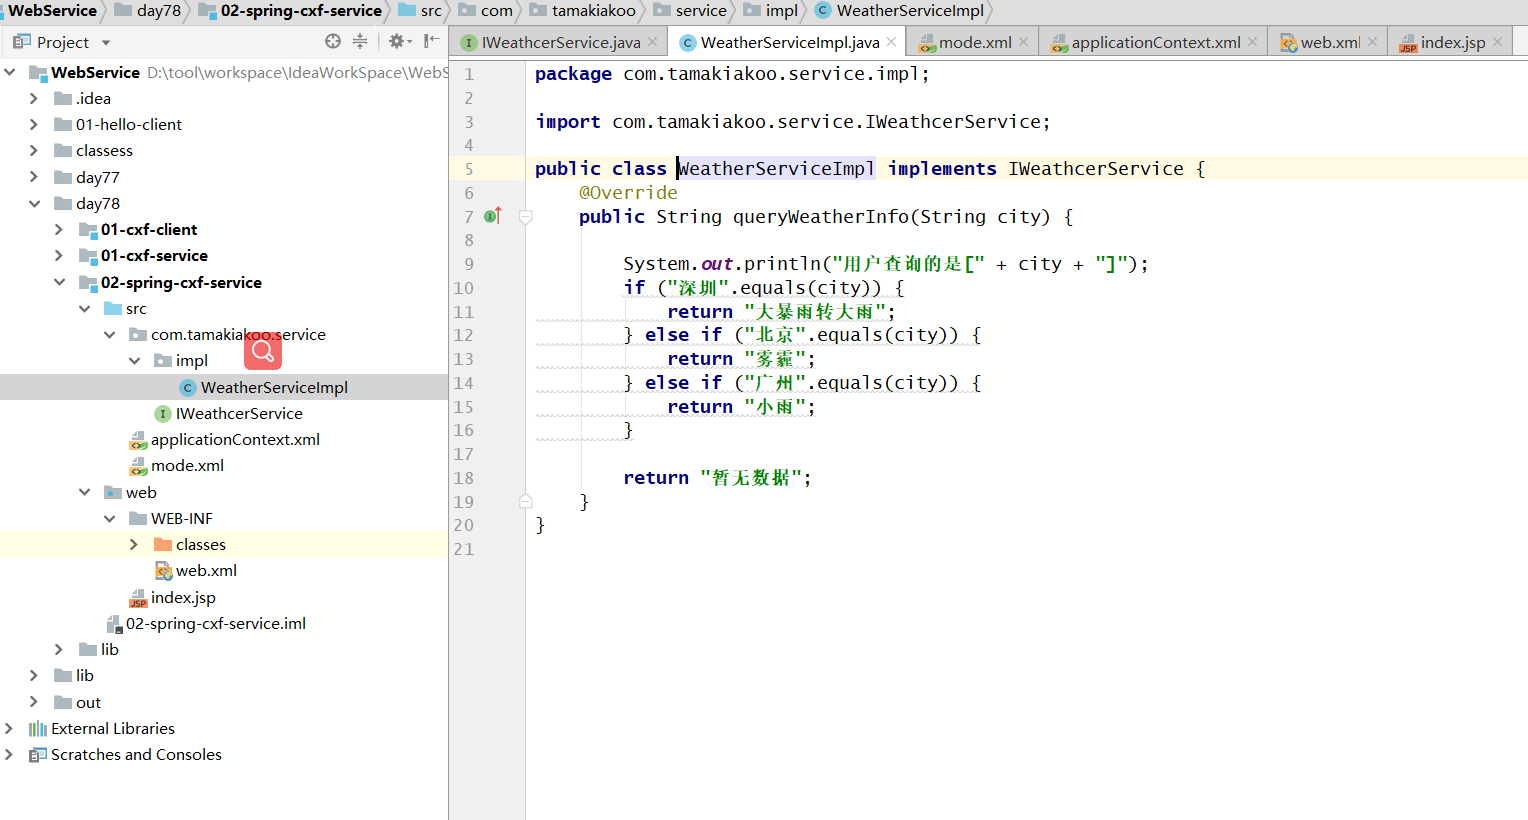 WebService day78 02-spring-cxf-service src com tamakiakoo service impl WeatherServiceImpl
Project
IWeathcerService.java WeatherServiceImpl.java mode.xml applicationContext.xml web.xml index.jsp
WebService D:\tool\workspace\IdeaWorkSpace\WebS
.idea
01-hello-client
classess
day77
day78
01-cxf-client
01-cxf-service
02-spring-cxf-service
src
com.tamakiakoo.service
impl
WeatherServiceImpl
IWeathcerService
applicationContext.xml
mode.xml
web
WEB-INF
classes
web.xml
index.jsp
02-spring-cxf-service.iml
lib
lib
out
External Libraries
Scratches and Consoles
1 package com.tamakiakoo.service.impl;
2
3 import com.tamakiakoo.service.IWeathcerService;
4
5 public class WeatherServiceImpl implements IWeathcerService {
6 @Override
7 public String queryWeatherInfo(String city) {
8
9 System.out.println("用户查询的是[" + city + "]");
10 if ("深圳".equals(city)) {
11 return "大暴雨转大雨";
12 } else if ("北京".equals(city)) {
13 return "雾霾";
14 } else if ("广州".equals(city)) {
15 return "小雨";
16 }
17
18 return "暂无数据";
19 }
20 }
21